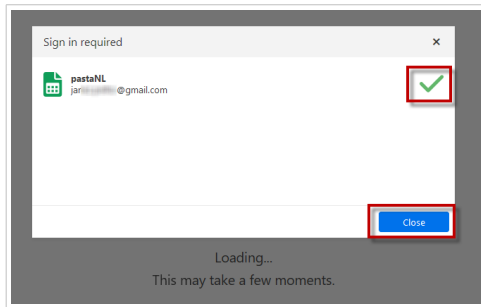 Sign in required ×
pastaNL
jar @gmail.com
Close
Loading...
This may take a few moments.